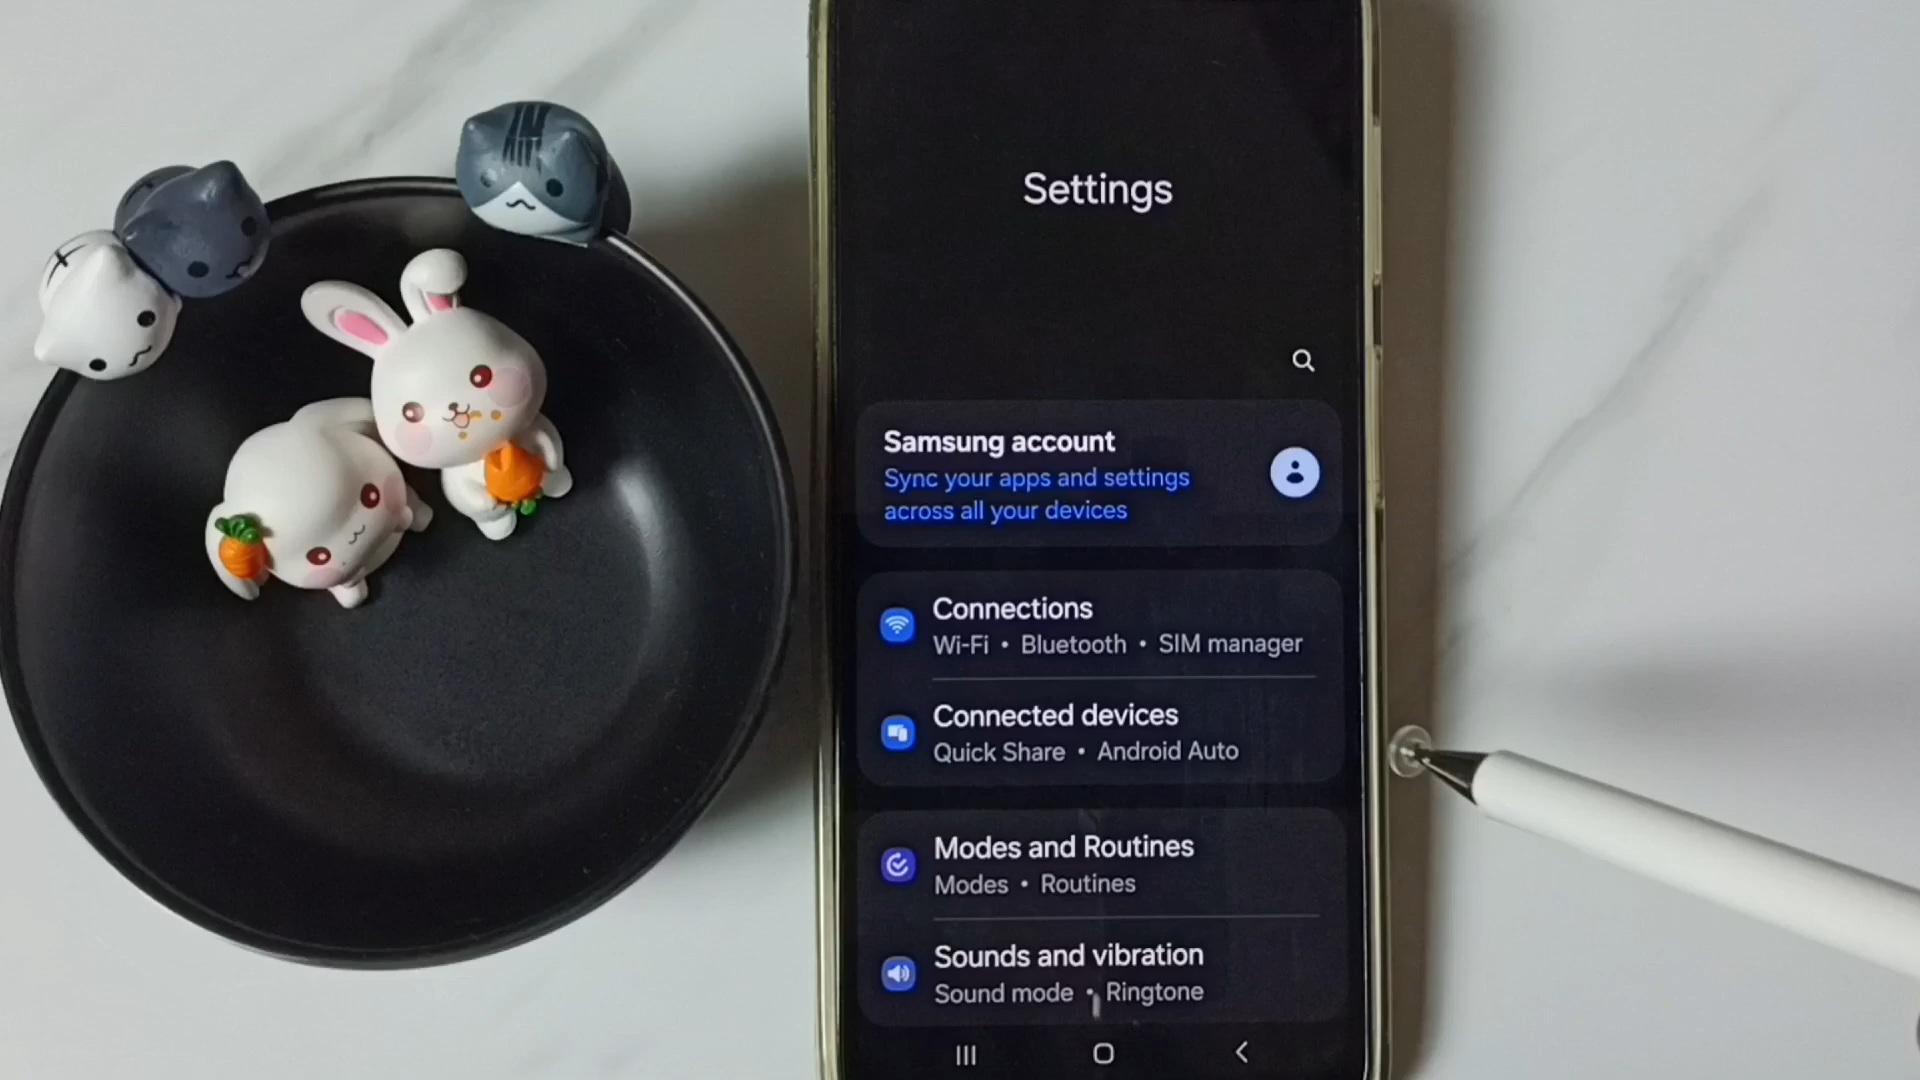 Settings
Samsung account
Sync your apps and settings
across all your devices
Connections
Wi-Fi • Bluetooth • SIM manager
Connected devices
Quick Share • Android Auto
Modes and Routines
Modes • Routines
Sounds and vibration
Sound mode • Ringtone